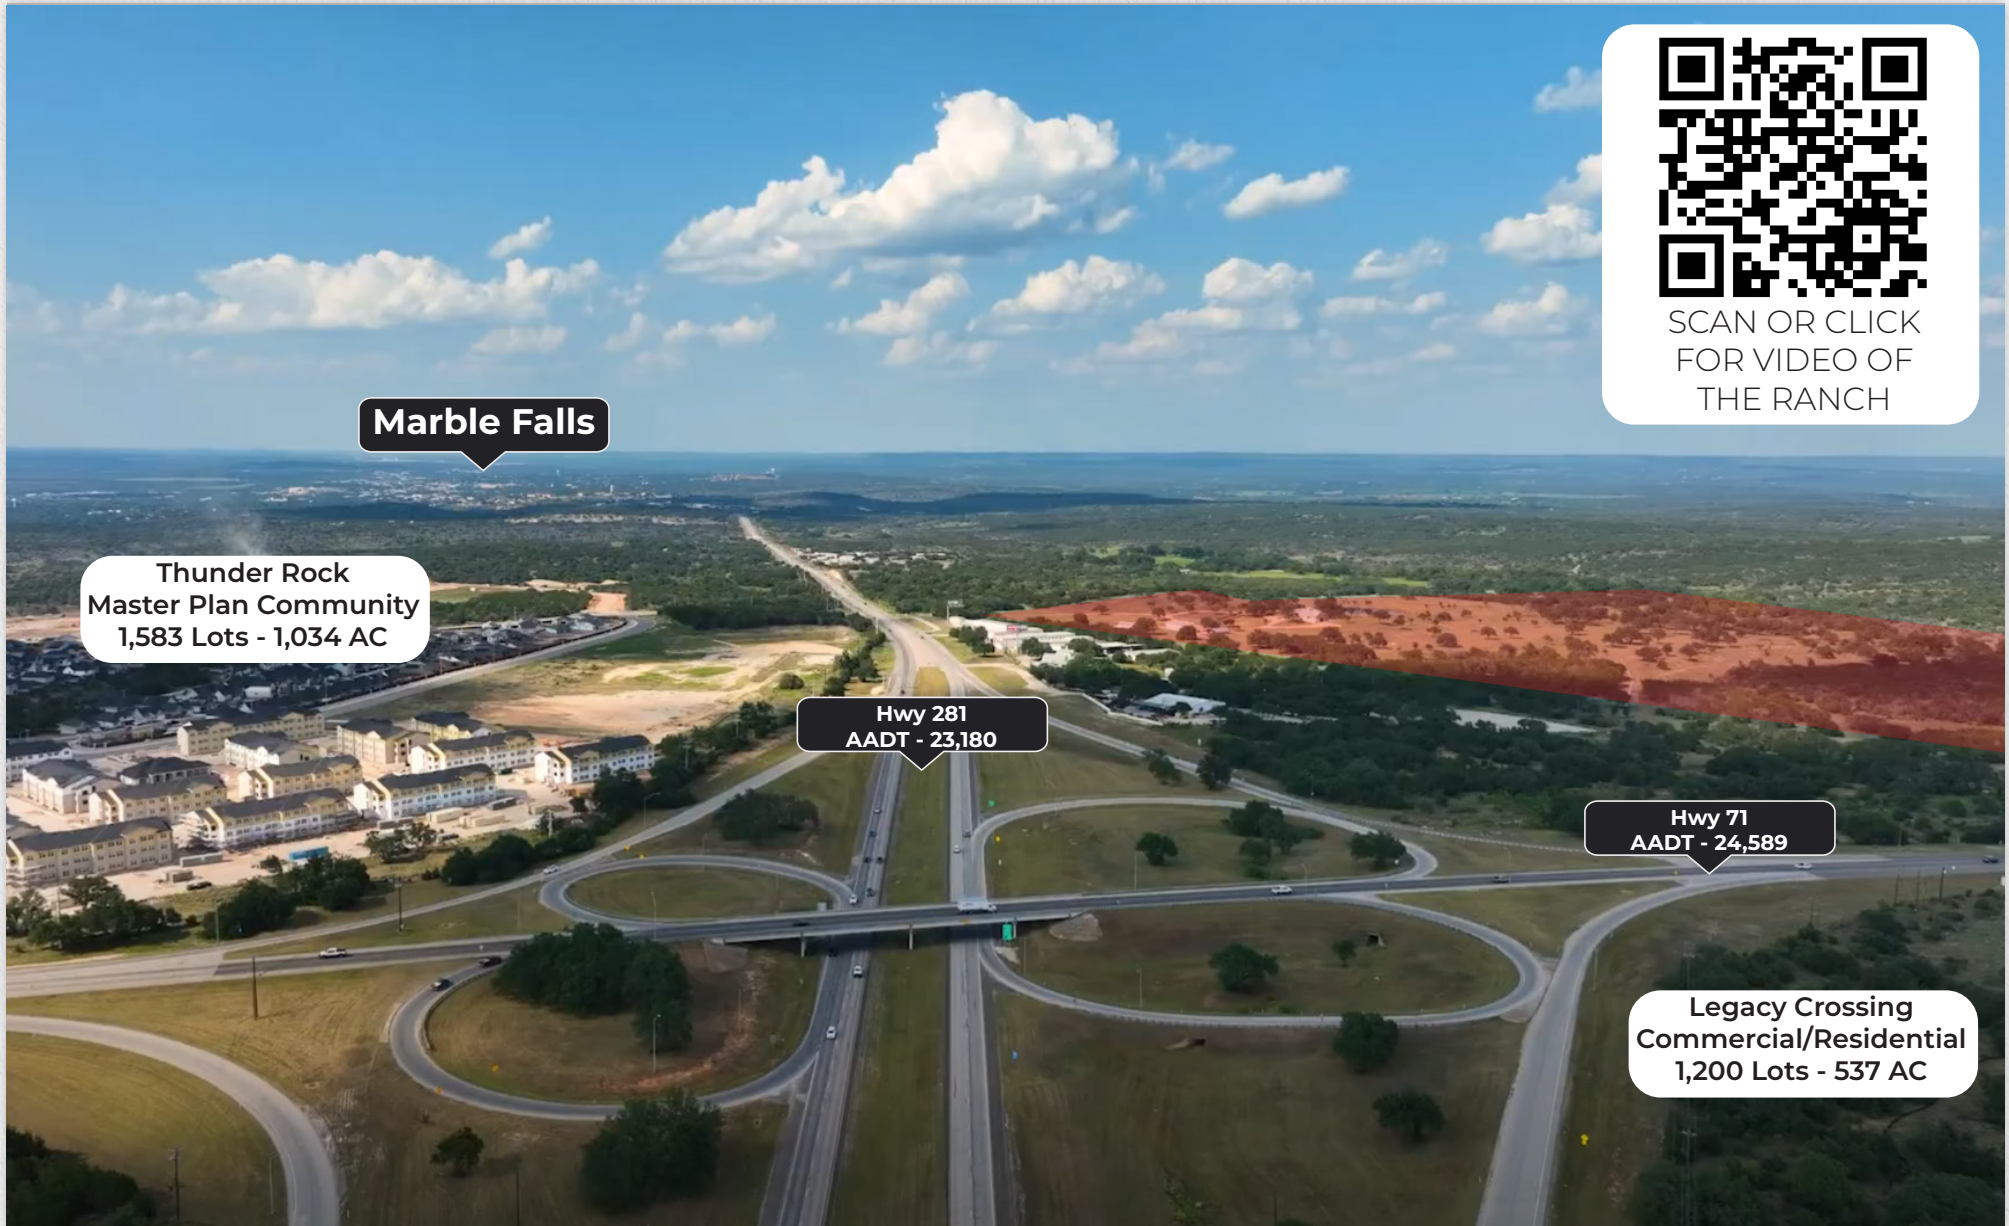 SCAN OR CLICK
FOR VIDEO OF
THE RANCH
Marble Falls
Thunder Rock
Master Plan Community
1,583 Lots - 1,034 AC
Hwy 281
AADT - 23,180
Hwy 71
AADT - 24,589
Legacy Crossing
Commercial/Residential
1,200 Lots - 537 AC